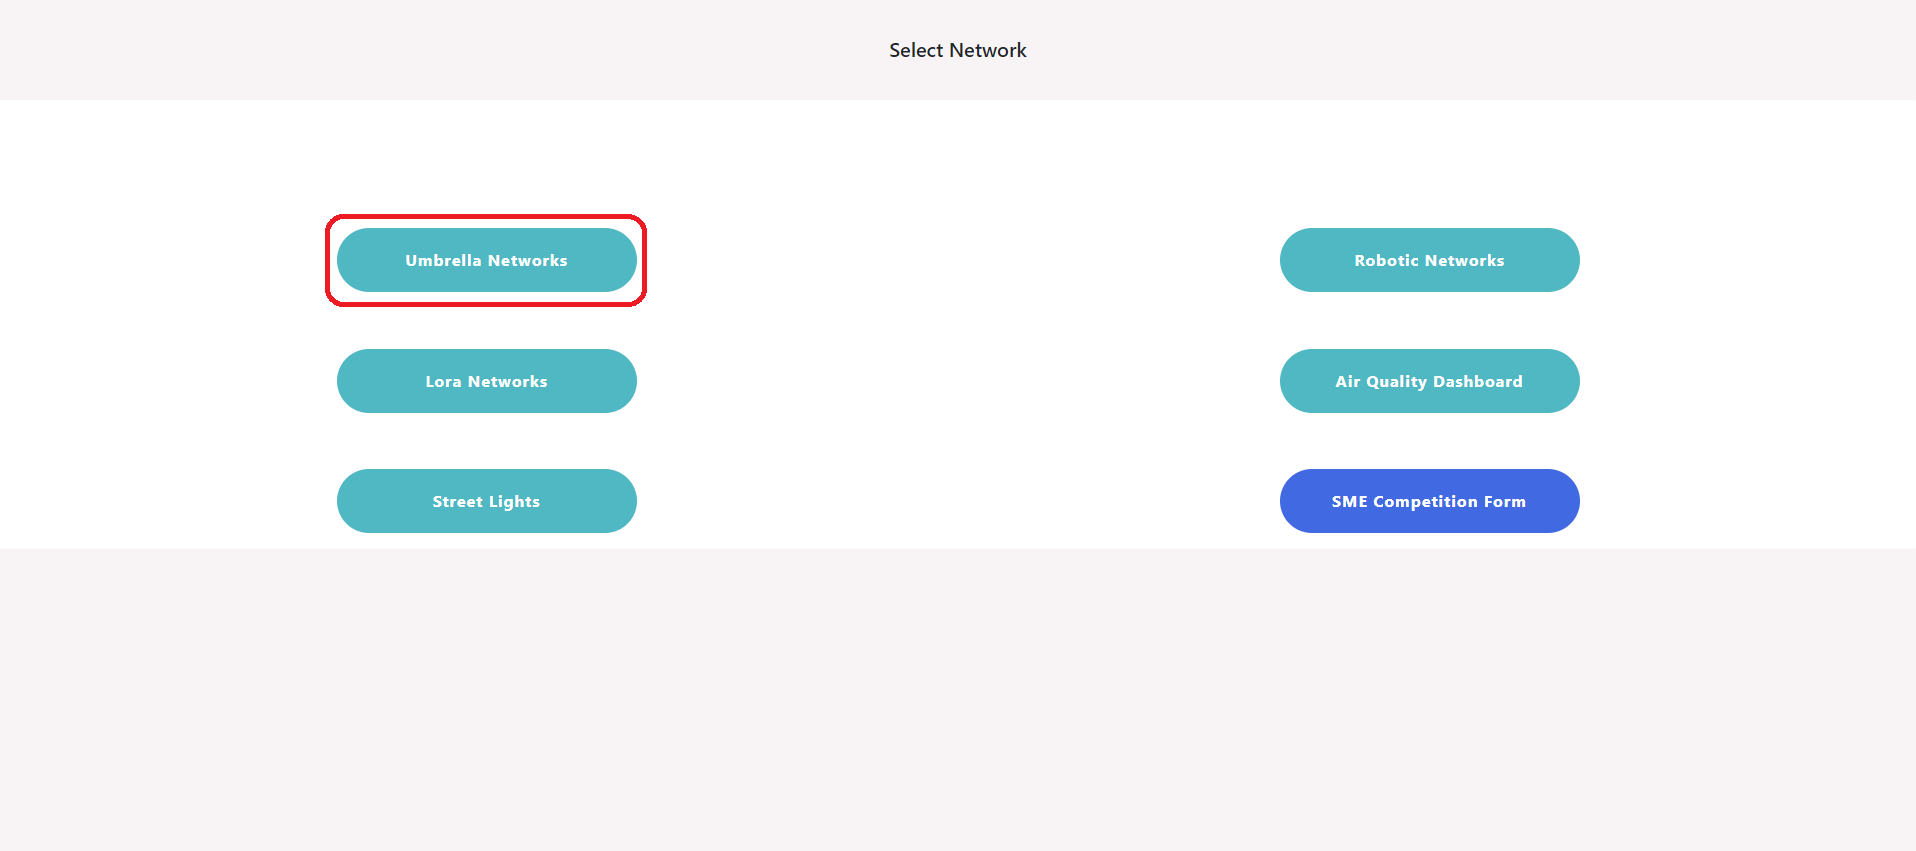 Select Network
Umbrella Networks
Robotic Networks
Lora Networks
Air Quality Dashboard
Street Lights
SME Competition Form